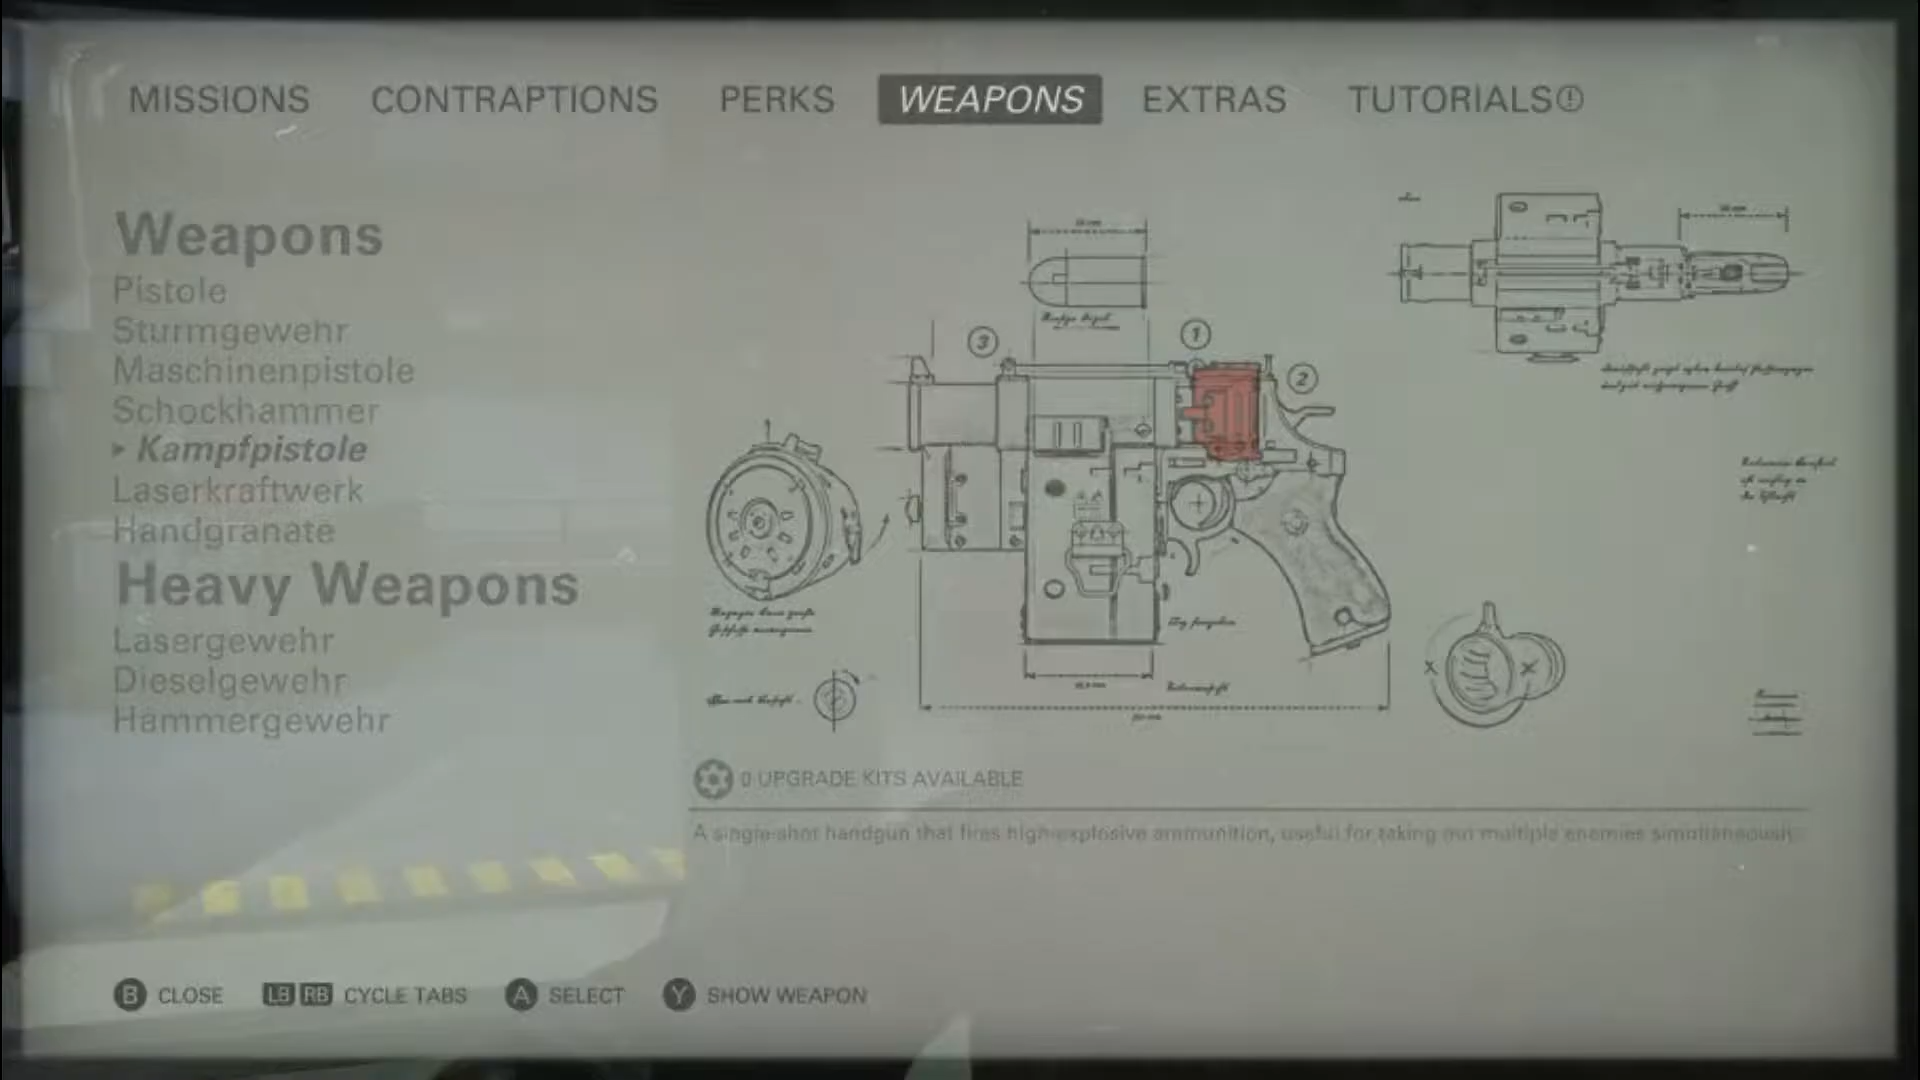 MISSIONS CONTRAPTIONS PERKS WEAPONS EXTRAS TUTORIALS
Weapons
Pistole
Sturmgewehr
Maschinenpistole
Schockhammer
Kampfpistole
Laserkraftwerk
Handgranate
Heavy Weapons
Lasergewehr
Dieselgewehr
Hammergewehr
3
1
2
0 UPGRADE KITS AVAILABLE
A single-shot handgun that fires high-explosive ammunition, useful for taking out multiple enemies simultaneously.
B CLOSE LB RB CYCLE TABS A SELECT Y SHOW WEAPON